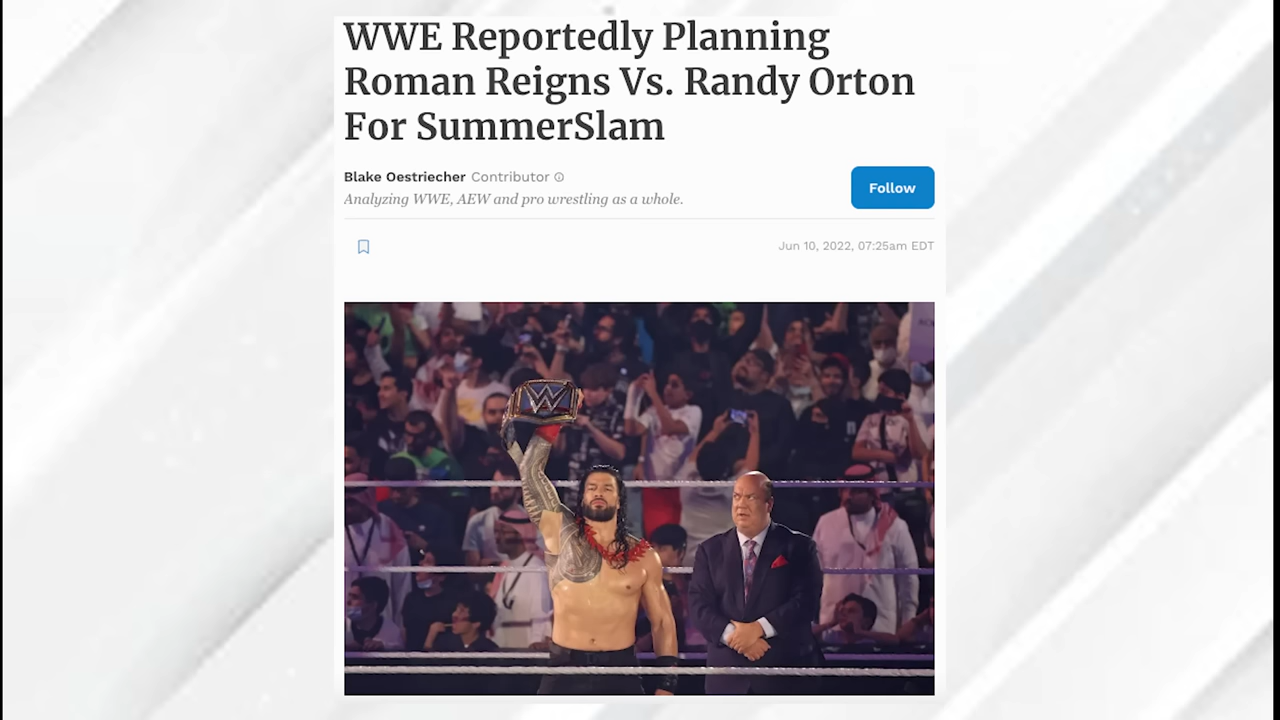 WWE Reportedly Planning
Roman Reigns Vs. Randy Orton
For SummerSlam
Blake Oestriecher Contributor
Analyzing WWE, AEW and pro wrestling as a whole.
Follow
Jun 10, 2022, 07:25am EDT
W